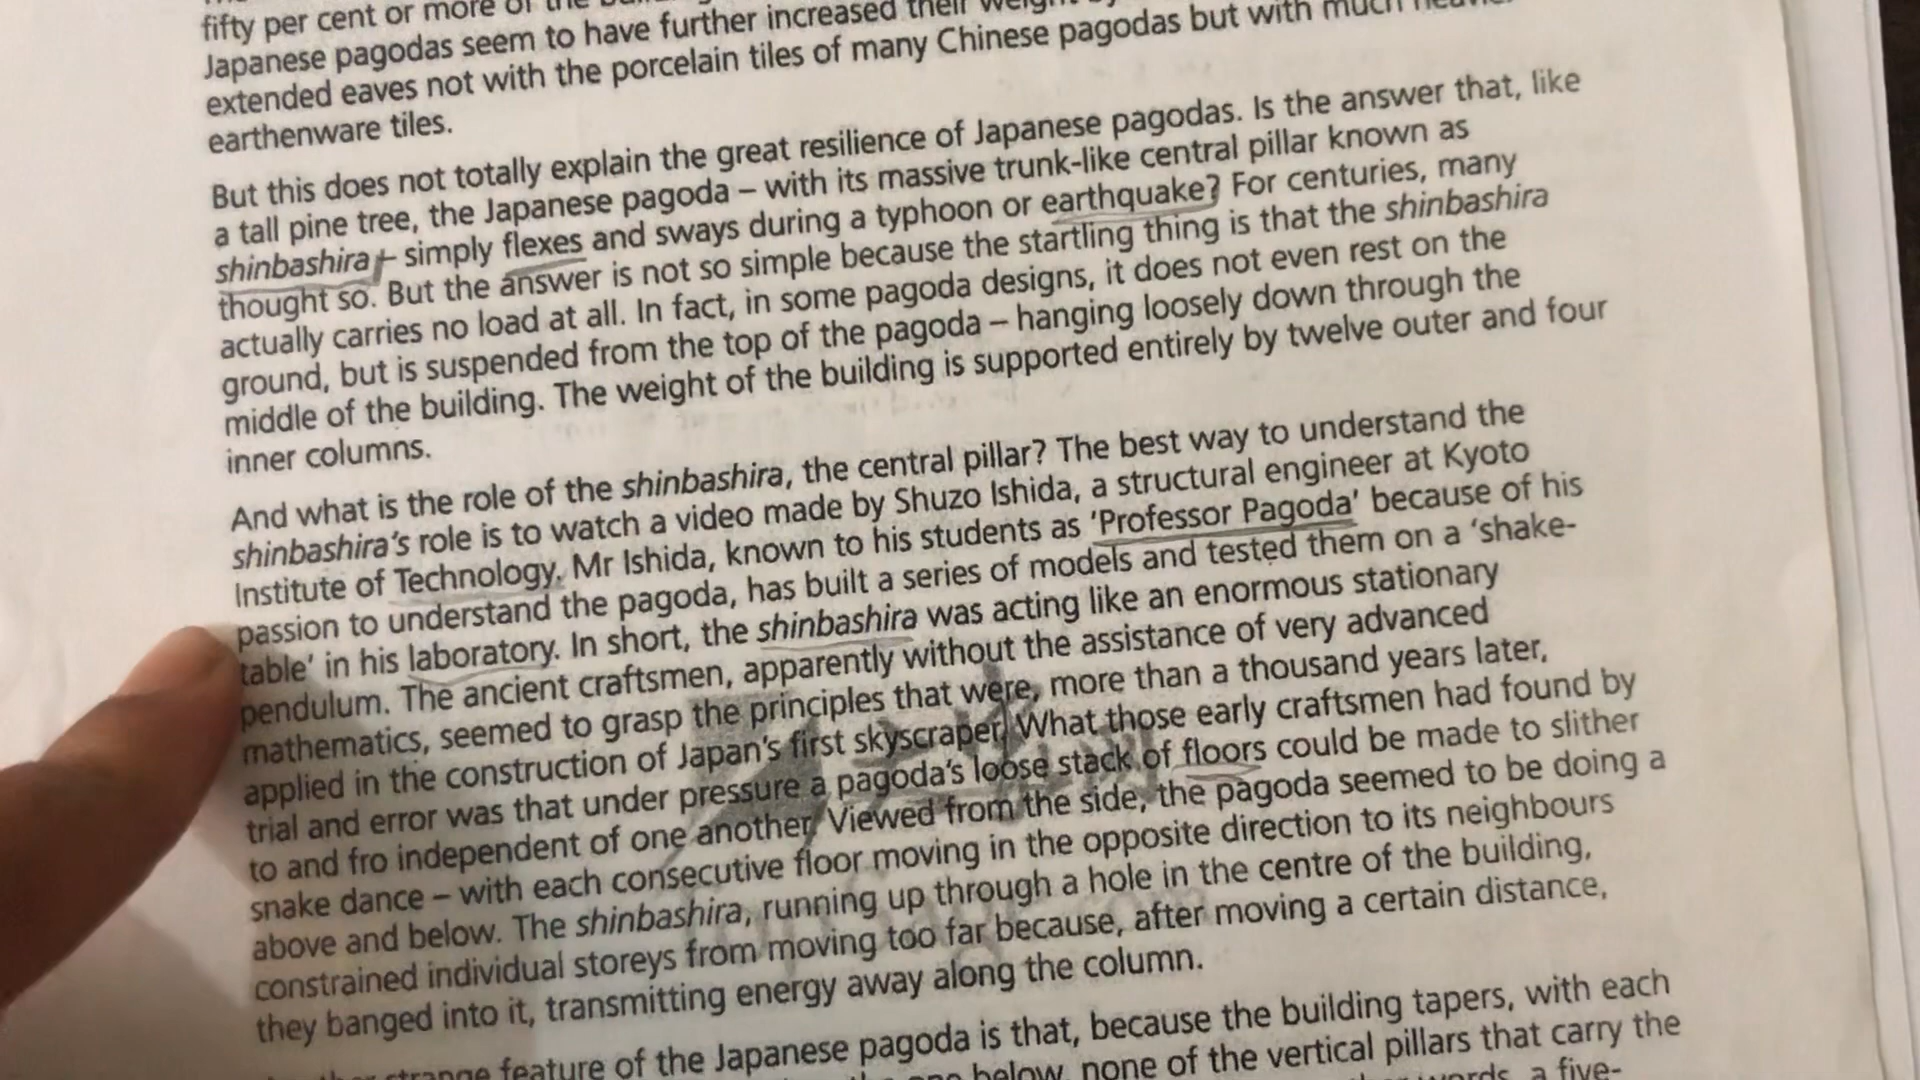 fifty per cent or more of the
Japanese pagodas seem to have further increased their weight
extended eaves not with the porcelain tiles of many Chinese pagodas but with much
earthenware tiles.
But this does not totally explain the great resilience of Japanese pagodas. Is the answer that, like
a tall pine tree, the Japanese pagoda – with its massive trunk-like central pillar known as
shinbashira – simply flexes and sways during a typhoon or earthquake? For centuries, many
thought so. But the answer is not so simple because the startling thing is that the shinbashira
actually carries no load at all. In fact, in some pagoda designs, it does not even rest on the
ground, but is suspended from the top of the pagoda – hanging loosely down through the
middle of the building. The weight of the building is supported entirely by twelve outer and four
inner columns.
And what is the role of the shinbashira, the central pillar? The best way to understand the
shinbashira's role is to watch a video made by Shuzo Ishida, a structural engineer at Kyoto
Institute of Technology. Mr Ishida, known to his students as 'Professor Pagoda' because of his
passion to understand the pagoda, has built a series of models and tested them on a 'shake-
table' in his laboratory. In short, the shinbashira was acting like an enormous stationary
pendulum. The ancient craftsmen, apparently without the assistance of very advanced
mathematics, seemed to grasp the principles that were, more than a thousand years later,
applied in the construction of Japan's first skyscraper. What those early craftsmen had found by
trial and error was that under pressure a pagoda's loose stack of floors could be made to slither
to and fro independent of one another. Viewed from the side, the pagoda seemed to be doing a
snake dance – with each consecutive floor moving in the opposite direction to its neighbours
above and below. The shinbashira, running up through a hole in the centre of the building,
constrained individual storeys from moving too far because, after moving a certain distance,
they banged into it, transmitting energy away along the column.
strange feature of the Japanese pagoda is that, because the building tapers, with each
below, none of the vertical pillars that carry the
words, a five-